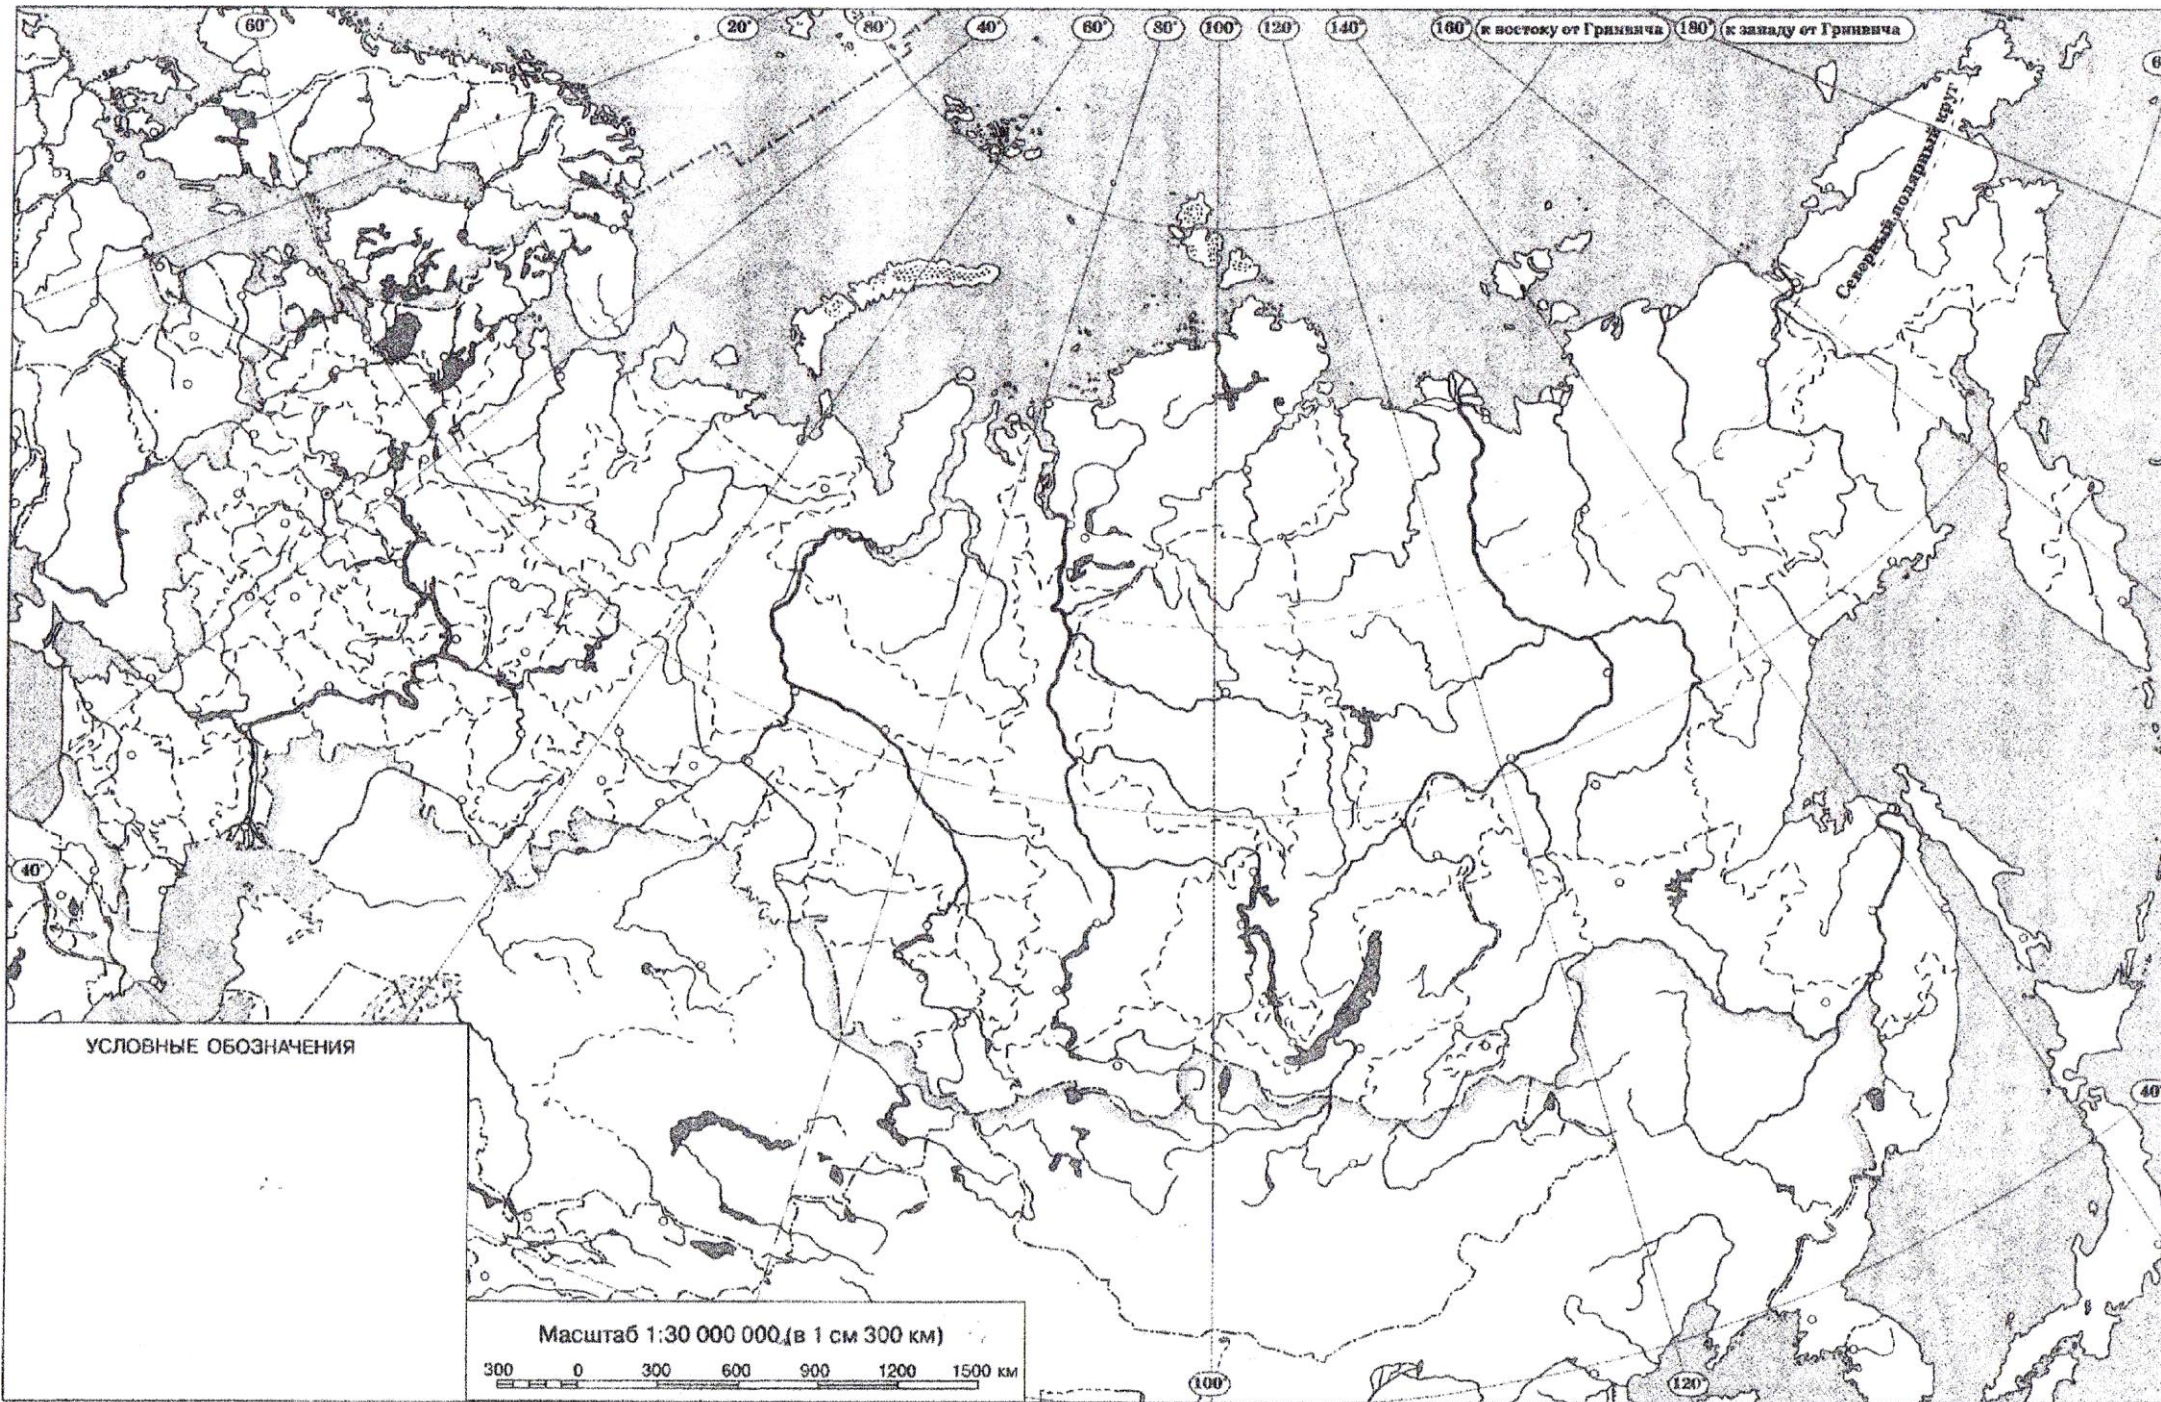 60° 20° 80° 40° 60° 80° 100° 120° 140° 160° к востоку от Гринвича 180° к западу от Гринвича
6
Северный полярный круг
40°
40°
УСЛОВНЫЕ ОБОЗНАЧЕНИЯ
Масштаб 1:30 000 000 (в 1 см 300 км)
300 0 300 600 900 1200 1500 км
100°
120°